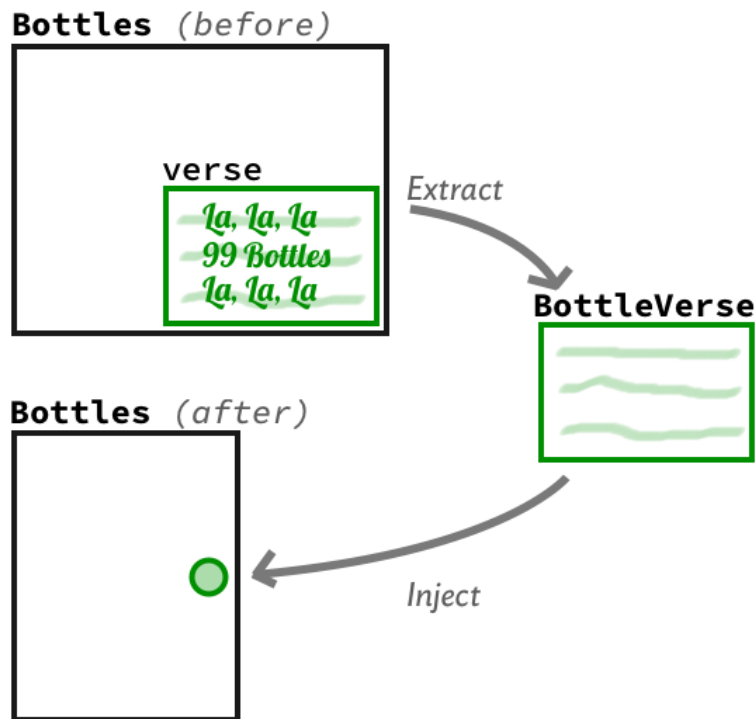 Bottles (before)
verse
La, La, La
99 Bottles
La, La, La
Extract
BottleVerse
Bottles (after)
Inject